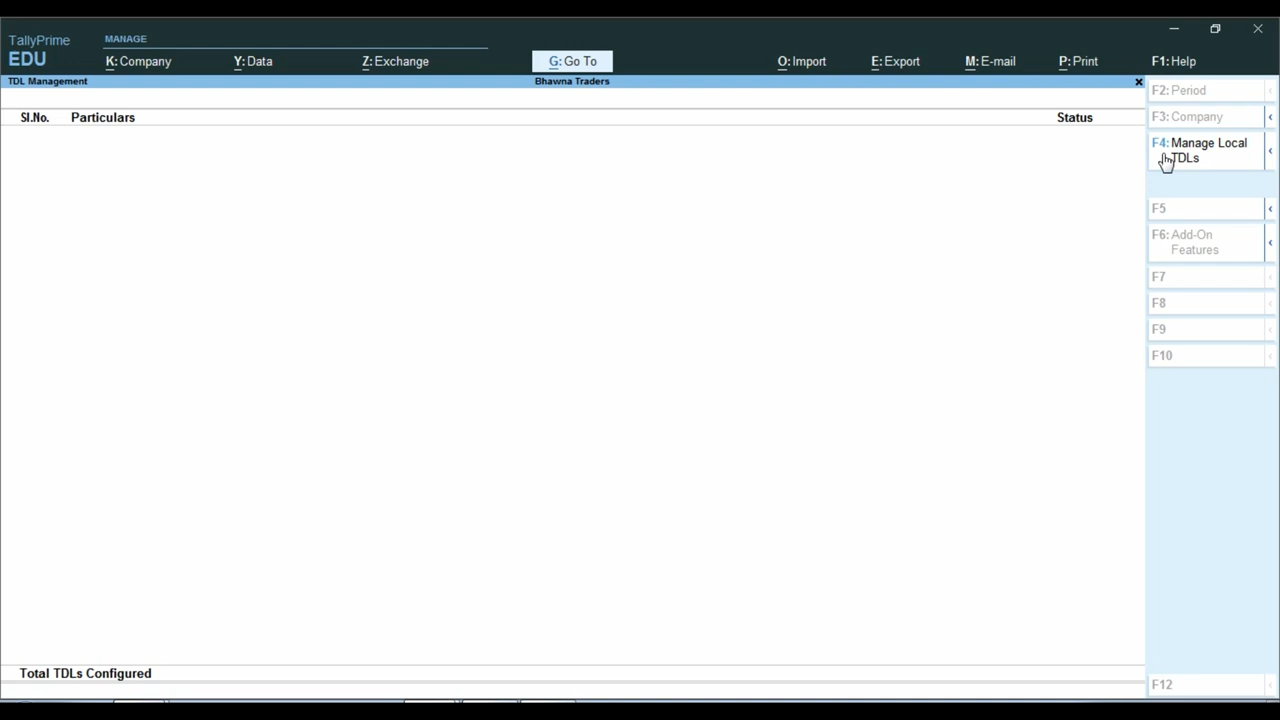 TallyPrime
EDU
MANAGE
K: Company
Y: Data
Z: Exchange
G: Go To
O: Import
E: Export
M: E-mail
P: Print
F1: Help
TDL Management
Bhawna Traders
Sl.No.
Particulars
Status
F2: Period
F3: Company
F4: Manage Local
TDLs
F5
F6: Add-On
Features
F7
F8
F9
F10
Total TDLs Configured
F12